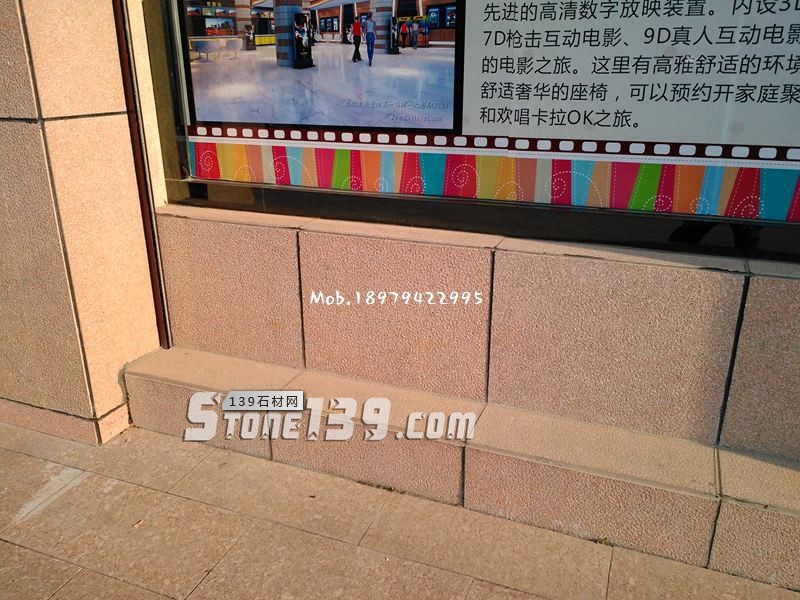 先进的高清数字放映装置。内设3D
7D枪击互动电影、9D真人互动电影
的电影之旅。这里有高雅舒适的环境
舒适奢华的座椅，可以预约开家庭聚
和欢唱卡拉OK之旅。
Mob.18979422995
139石材网
STONE139.com